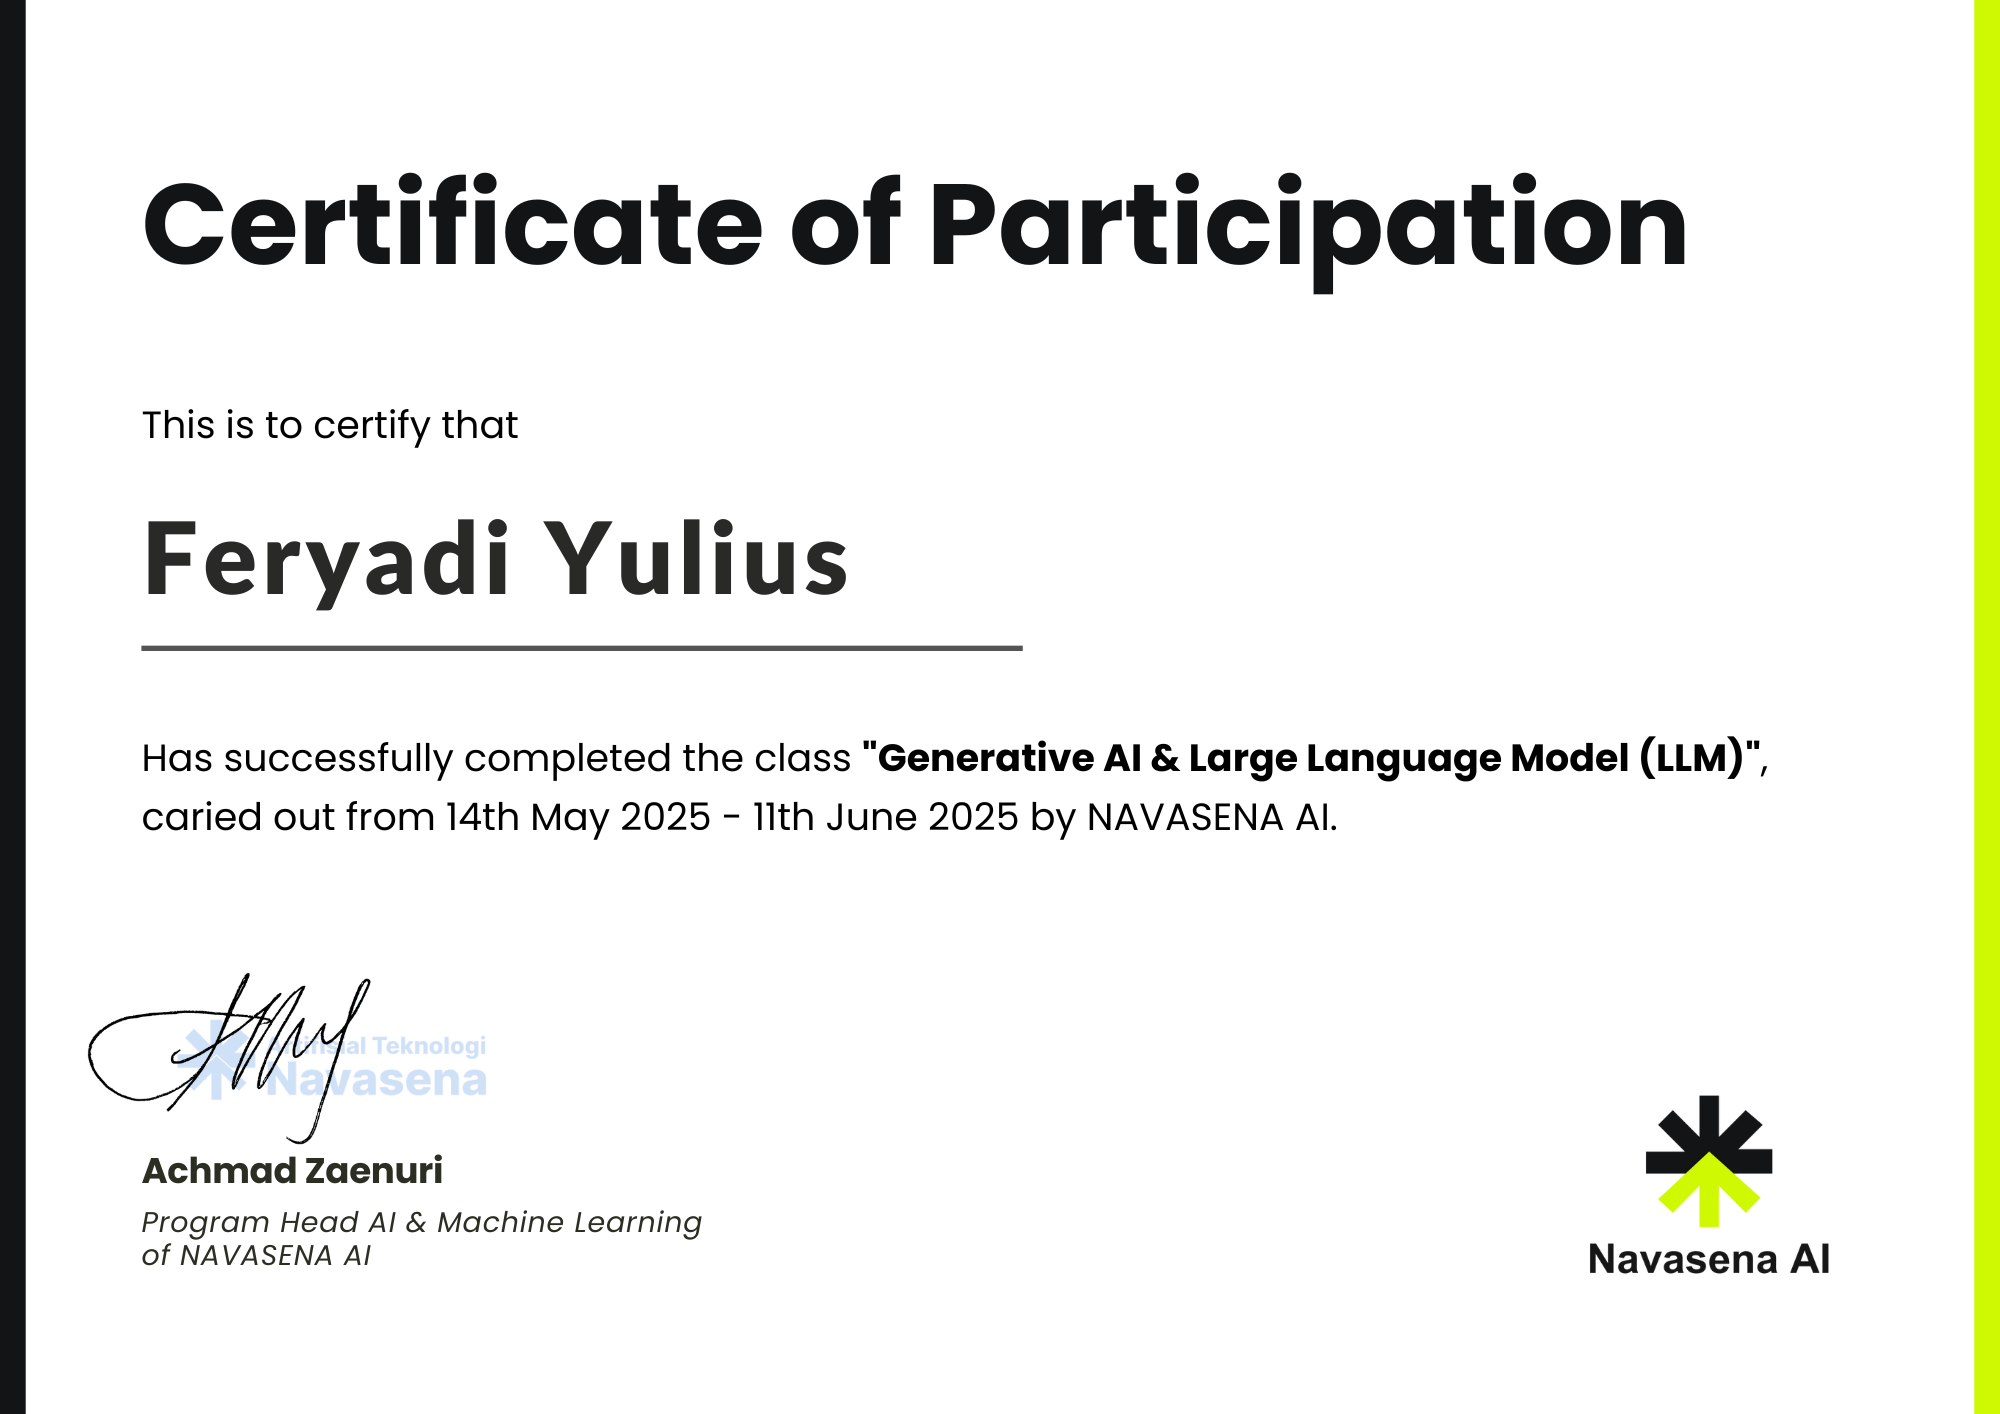 Certificate of Participation
This is to certify that
Feryadi Yulius
Has successfully completed the class "Generative AI & Large Language Model (LLM)",
caried out from 14th May 2025 - 11th June 2025 by NAVASENA AI.
Artifisial Teknologi
Navasena
Achmad Zaenuri
Program Head AI & Machine Learning
of NAVASENA AI
Navasena AI